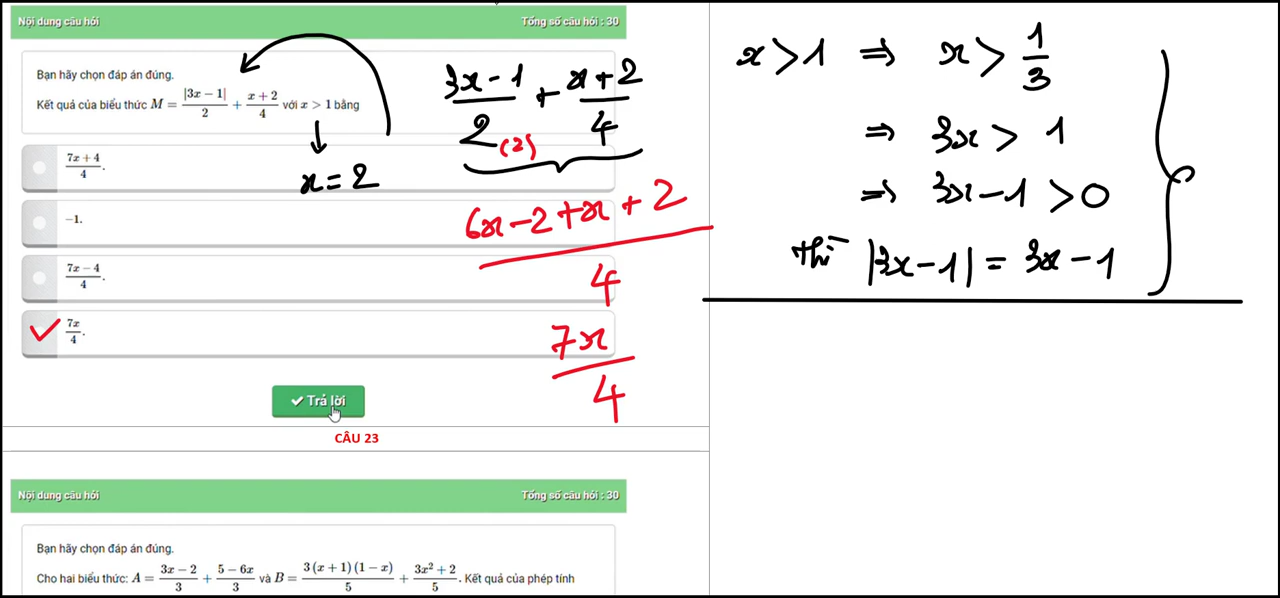 Nội dung câu hỏi Tổng số câu hỏi : 30
Bạn hãy chọn đáp án đúng.
Kết quả của biểu thức M = |3x − 1|/2 + (x + 2)/4 với x > 1 bằng
(7x + 4)/4.
−1.
(7x − 4)/4.
7x/4.
Trả lời
x = 2
(3x − 1)/2 + (x + 2)/4
(2)
(6x − 2 + x + 2)/4
7x/4
x > 1 ⇒ x > 1/3
⇒ 3x > 1
⇒ 3x − 1 > 0
thì |3x − 1| = 3x − 1
CÂU 23
Nội dung câu hỏi Tổng số câu hỏi : 30
Bạn hãy chọn đáp án đúng.
Cho hai biểu thức: A = (3x − 2)/3 + (5 − 6x)/3 và B = 3 (x + 1) (1 − x)/5 + (3x² + 2)/5. Kết quả của phép tính